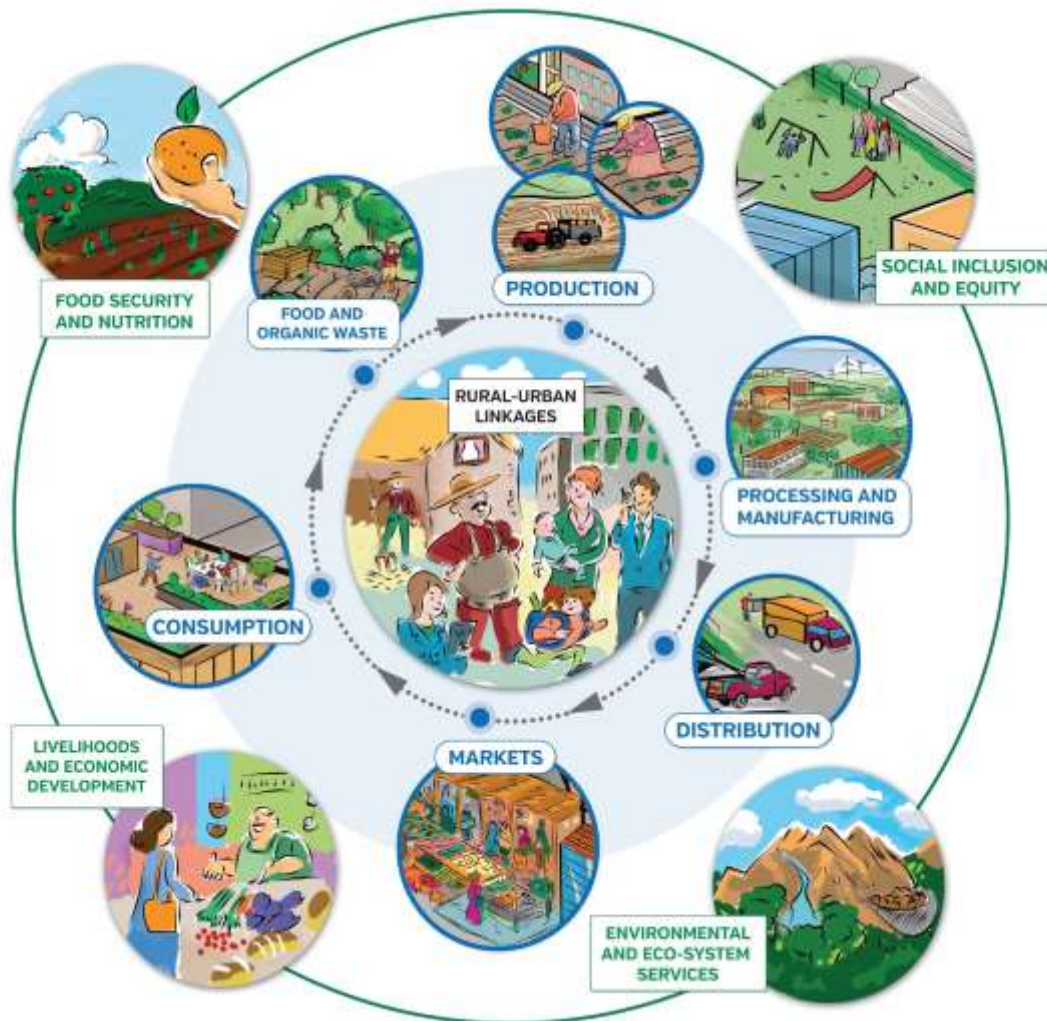 FOOD SECURITY
AND NUTRITION
FOOD AND
ORGANIC WASTE
PRODUCTION
SOCIAL INCLUSION
AND EQUITY
RURAL-URBAN
LINKAGES
PROCESSING AND
MANUFACTURING
CONSUMPTION
DISTRIBUTION
MARKETS
LIVELIHOODS
AND ECONOMIC
DEVELOPMENT
ENVIRONMENTAL
AND ECO-SYSTEM
SERVICES